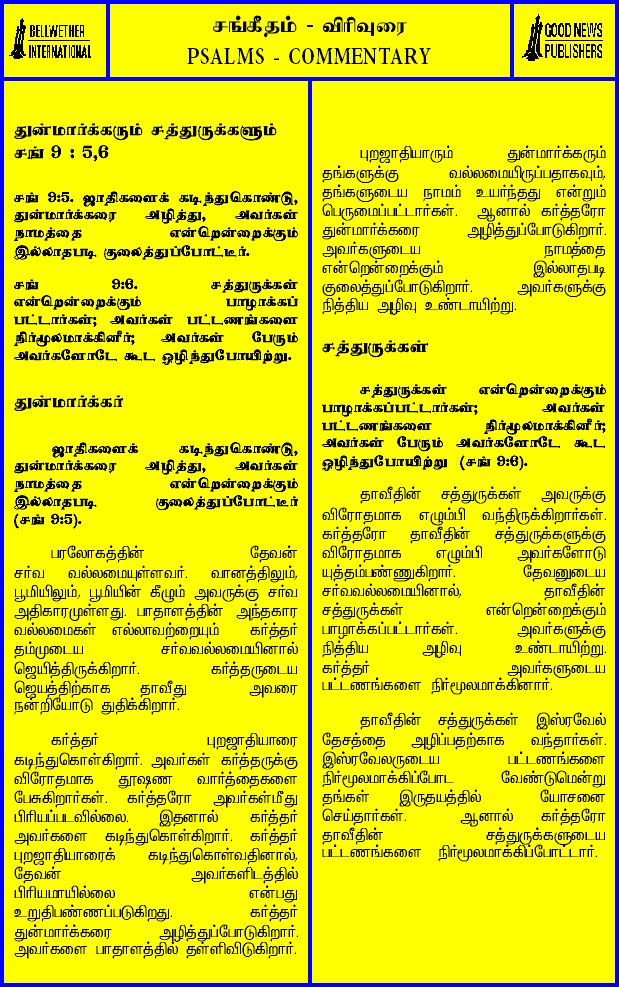 BELLWETHER
INTERNATIONAL
சங்கீதம் - விரிவுரை
PSALMS - COMMENTARY
GOOD NEWS
PUBLISHERS
துன்மார்க்கரும் சத்துருக்களும்
சங் 9 : 5,6
சங் 9:5. ஜாதிகளைக் கடிந்துகொண்டு,
துன்மார்க்கரை அழித்து, அவர்கள்
நாமத்தை என்றென்றைக்கும்
இல்லாதபடி குலைத்துப்போட்டீர்.
சங் 9:6. சத்துருக்கள்
என்றென்றைக்கும் பாழாக்கப்
பட்டார்கள்; அவர்கள் பட்டணங்களை
நிர்மூலமாக்கினீர்; அவர்கள் பேரும்
அவர்களோடே கூட ஒழிந்துபோயிற்று.
துன்மார்க்கர்
ஜாதிகளைக் கடிந்துகொண்டு,
துன்மார்க்கரை அழித்து, அவர்கள்
நாமத்தை என்றென்றைக்கும்
இல்லாதபடி குலைத்துப்போட்டீர்
(சங் 9:5).
பரலோகத்தின் தேவன்
சர்வ வல்லமையுள்ளவர். வானத்திலும்,
பூமியிலும், பூமியின் கீழும் அவருக்கு சர்வ
அதிகாரமுள்ளது. பாதாளத்தின் அந்தகார
வல்லமைகள் எல்லாவற்றையும் கர்த்தர்
தம்முடைய சர்வவல்லமையினால்
ஜெயித்திருக்கிறார். கர்த்தருடைய
ஜெயத்திற்காக தாவீது அவரை
நன்றியோடு துதிக்கிறார்.
கர்த்தர் புறஜாதியாரை
கடிந்துகொள்கிறார். அவர்கள் கர்த்தருக்கு
விரோதமாக தூஷண வார்த்தைகளை
பேசுகிறார்கள். கர்த்தரோ அவர்கள்மீது
பிரியப்படவில்லை. இதனால் கர்த்தர்
அவர்களை கடிந்துகொள்கிறார். கர்த்தர்
புறஜாதியாரைக் கடிந்துகொள்வதினால்,
தேவன் அவர்களிடத்தில்
பிரியமாயில்லை என்பது
உறுதிபண்ணப்படுகிறது. கர்த்தர்
துன்மார்க்கரை அழித்துப்போடுகிறார்.
அவர்களை பாதாளத்தில் தள்ளிவிடுகிறார்.
புறஜாதியாரும் துன்மார்க்கரும்
தங்களுக்கு வல்லமையிருப்பதாகவும்,
தங்களுடைய நாமம் உயர்ந்தது என்றும்
பெருமைப்பட்டார்கள். ஆனால் கர்த்தரோ
துன்மார்க்கரை அழித்துப்போடுகிறார்.
அவர்களுடைய நாமத்தை
என்றென்றைக்கும் இல்லாதபடி
குலைத்துப்போடுகிறார். அவர்களுக்கு
நித்திய அழிவு உண்டாயிற்று.
சத்துருக்கள்
சத்துருக்கள் என்றென்றைக்கும்
பாழாக்கப்பட்டார்கள்; அவர்கள்
பட்டணங்களை நிர்மூலமாக்கினீர்;
அவர்கள் பேரும் அவர்களோடே கூட
ஒழிந்துபோயிற்று (சங் 9:6).
தாவீதின் சத்துருக்கள் அவருக்கு
விரோதமாக எழும்பி வந்திருக்கிறார்கள்.
கர்த்தரோ தாவீதின் சத்துருக்களுக்கு
விரோதமாக எழும்பி அவர்களோடு
யுத்தம்பண்ணுகிறார். தேவனுடைய
சர்வவல்லமையினால், தாவீதின்
சத்துருக்கள் என்றென்றைக்கும்
பாழாக்கப்பட்டார்கள். அவர்களுக்கு
நித்திய அழிவு உண்டாயிற்று.
கர்த்தர் அவர்களுடைய
பட்டணங்களை நிர்மூலமாக்கினார்.
தாவீதின் சத்துருக்கள் இஸ்ரவேல்
தேசத்தை அழிப்பதற்காக வந்தார்கள்.
இஸ்ரவேலருடைய பட்டணங்களை
நிர்மூலமாக்கிப்போட வேண்டுமென்று
தங்கள் இருதயத்தில் யோசனை
செய்தார்கள். ஆனால் கர்த்தரோ
தாவீதின் சத்துருக்களுடைய
பட்டணங்களை நிர்மூலமாக்கிப்போட்டார்.